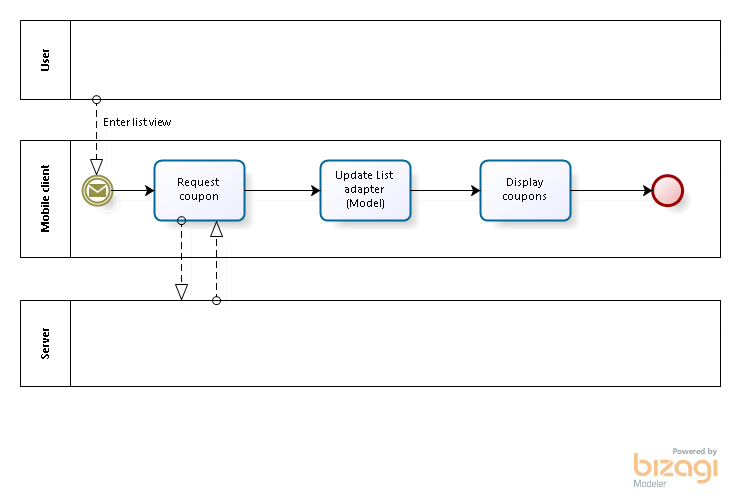 User
Enter list view
Mobile client
Request
coupon
Update List
adapter
(Model)
Display
coupons
Server
Powered by
bizagi
Modeler